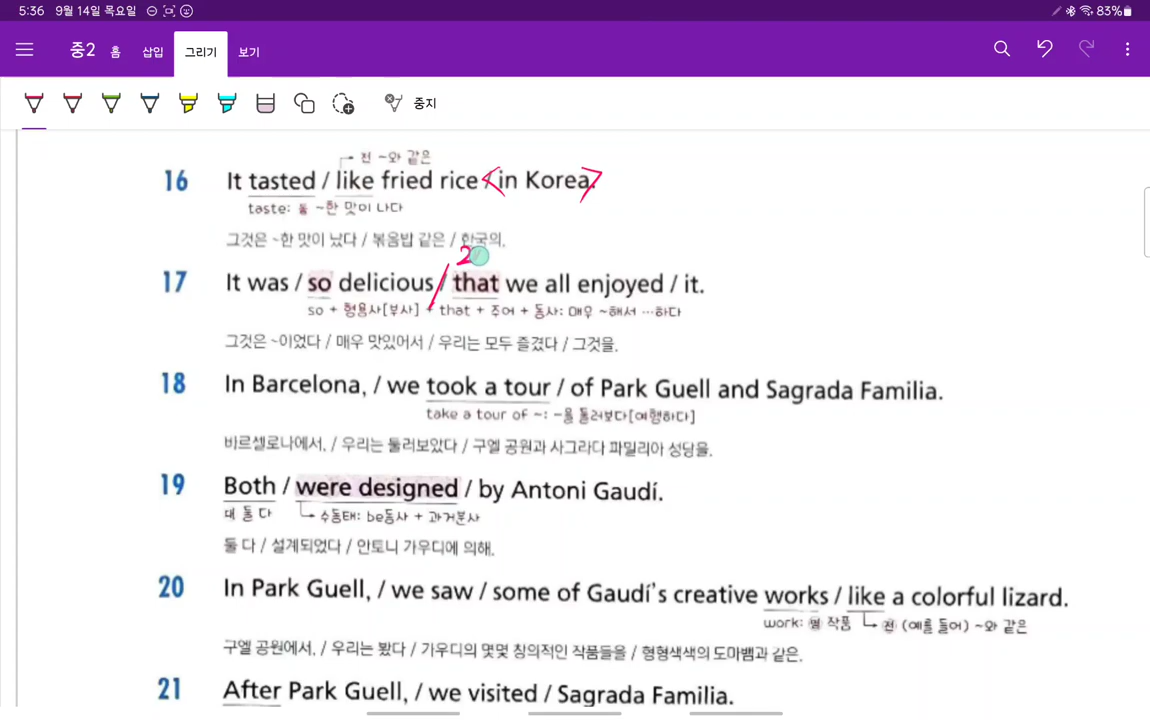 5:36 9월 14일 목요일 83%
중2 홈 삽입 그리기 보기
중지
전 ~와 같은
16 It tasted / like fried rice / in Korea.
taste: 동 ~한 맛이 나다
그것은 ~한 맛이 났다 / 볶음밥 같은 / 한국의.
2
17 It was / so delicious / that we all enjoyed / it.
so + 형용사[부사] + that + 주어 + 동사: 매우 ~해서 …하다
그것은 ~이었다 / 매우 맛있어서 / 우리는 모두 즐겼다 / 그것을.
18 In Barcelona, / we took a tour / of Park Guell and Sagrada Familia.
take a tour of ~: ~을 둘러보다[여행하다]
바르셀로나에서, / 우리는 둘러보았다 / 구엘 공원과 사그라다 파밀리아 성당을.
19 Both / were designed / by Antoni Gaudí.
대 둘 다 수동태: be동사 + 과거분사
둘 다 / 설계되었다 / 안토니 가우디에 의해.
20 In Park Guell, / we saw / some of Gaudí's creative works / like a colorful lizard.
work: 명 작품 전 (예를 들어) ~와 같은
구엘 공원에서, / 우리는 봤다 / 가우디의 몇몇 창의적인 작품들을 / 형형색색의 도마뱀과 같은.
21 After Park Guell, / we visited / Sagrada Familia.